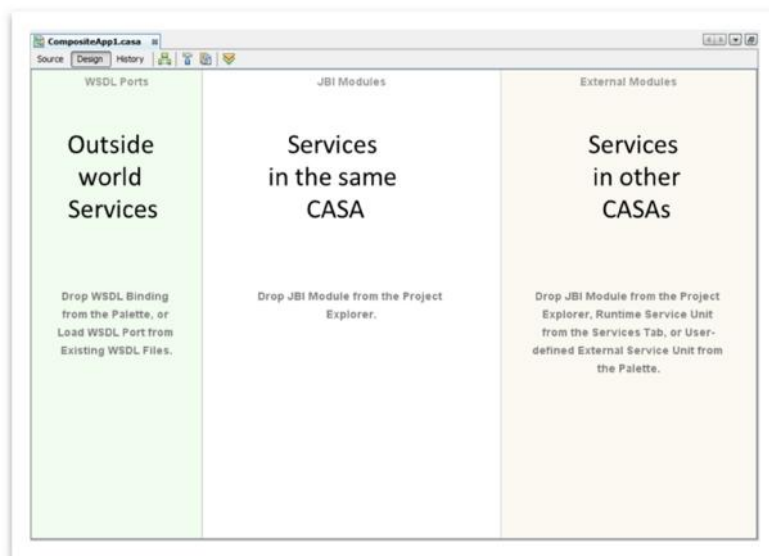 CompositeApp1.casa
Source Design History
WSDL Ports
JBI Modules
External Modules
Outside
world
Services
Services
in the same
CASA
Services
in other
CASAs
Drop WSDL Binding
from the Palette, or
Load WSDL Port from
Existing WSDL Files.
Drop JBI Module from the Project
Explorer.
Drop JBI Module from the Project
Explorer, Runtime Service Unit
from the Services Tab, or User-
defined External Service Unit from
the Palette.